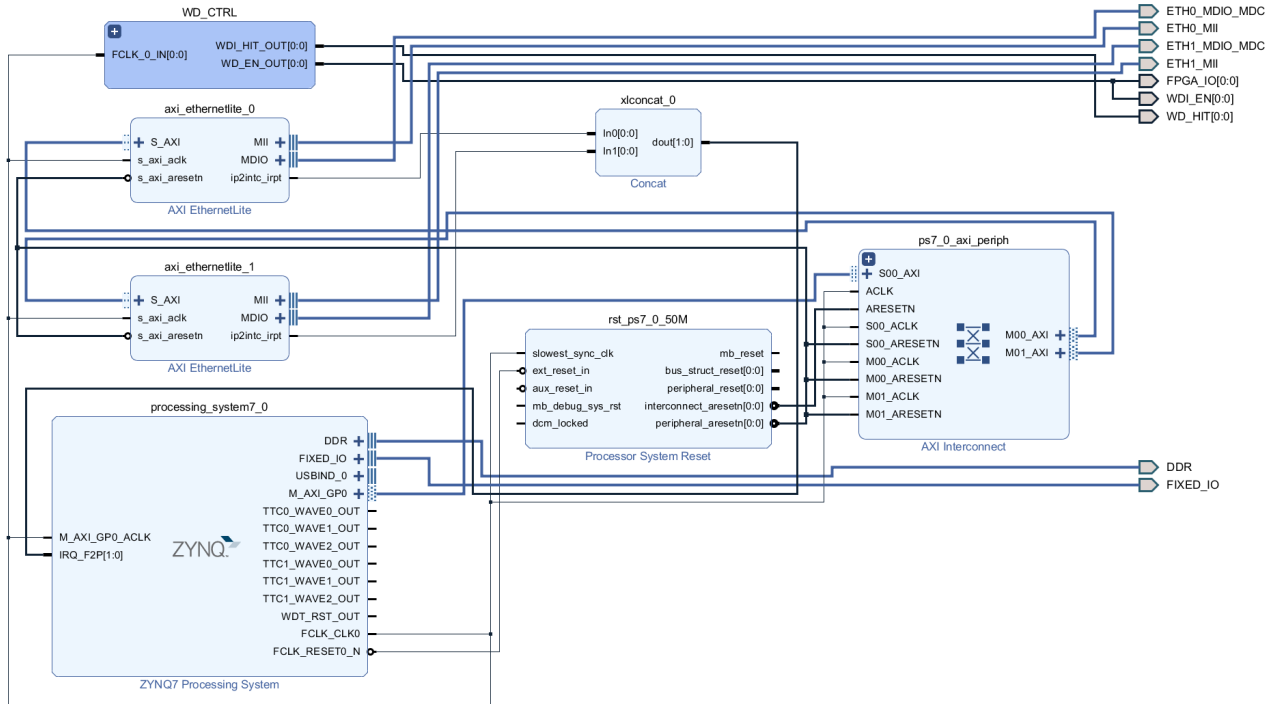 WD_CTRL
FCLK_0_IN[0:0]
WDI_HIT_OUT[0:0]
WD_EN_OUT[0:0]
ETH0_MDIO_MDC
ETH0_MII
ETH1_MDIO_MDC
ETH1_MII
FPGA_IO[0:0]
WDI_EN[0:0]
WD_HIT[0:0]
axi_ethernetlite_0
S_AXI
s_axi_aclk
s_axi_aresetn
MII
MDIO
ip2intc_irpt
AXI EthernetLite
xlconcat_0
In0[0:0]
In1[0:0]
dout[1:0]
Concat
axi_ethernetlite_1
S_AXI
s_axi_aclk
s_axi_aresetn
MII
MDIO
ip2intc_irpt
AXI EthernetLite
ps7_0_axi_periph
S00_AXI
ACLK
ARESETN
S00_ACLK
S00_ARESETN
M00_ACLK
M00_ARESETN
M01_ACLK
M01_ARESETN
M00_AXI
M01_AXI
AXI Interconnect
rst_ps7_0_50M
slowest_sync_clk
ext_reset_in
aux_reset_in
mb_debug_sys_rst
dcm_locked
mb_reset
bus_struct_reset[0:0]
peripheral_reset[0:0]
interconnect_aresetn[0:0]
peripheral_aresetn[0:0]
Processor System Reset
processing_system7_0
M_AXI_GP0_ACLK
IRQ_F2P[1:0]
ZYNQ
DDR
FIXED_IO
USBIND_0
M_AXI_GP0
TTC0_WAVE0_OUT
TTC0_WAVE1_OUT
TTC0_WAVE2_OUT
TTC1_WAVE0_OUT
TTC1_WAVE1_OUT
TTC1_WAVE2_OUT
WDT_RST_OUT
FCLK_CLK0
FCLK_RESET0_N
ZYNQ7 Processing System
DDR
FIXED_IO